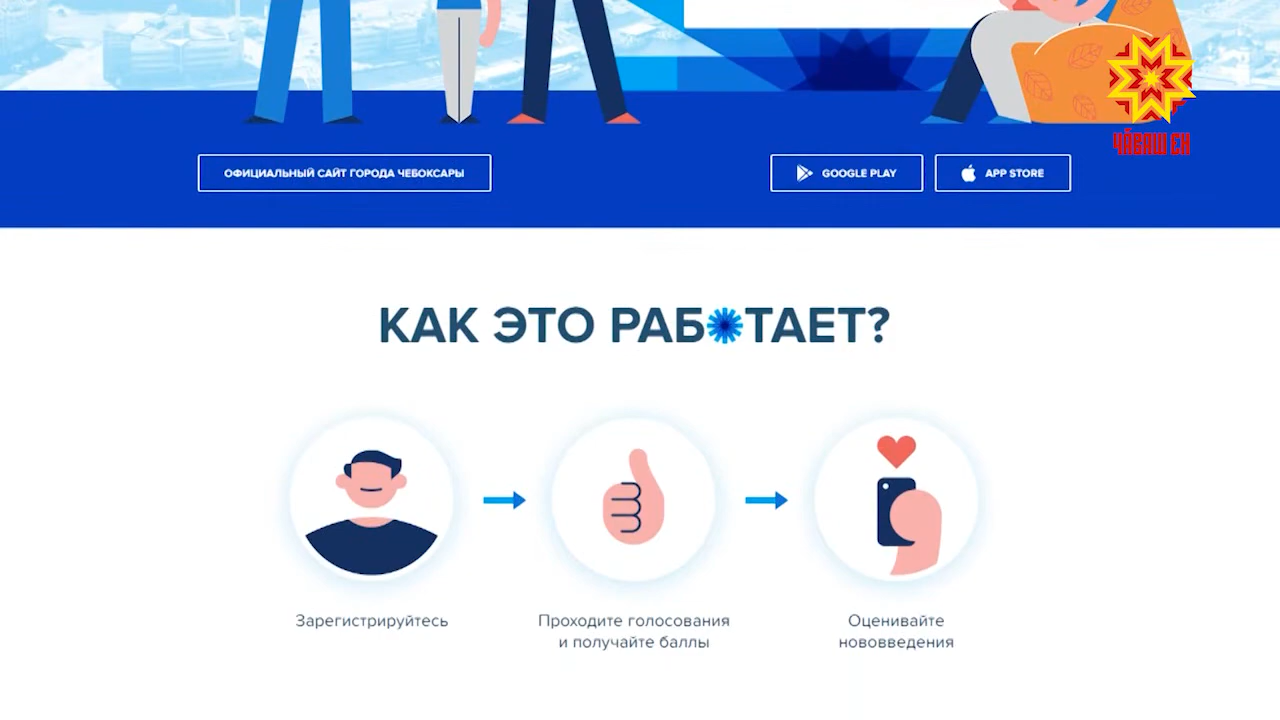 ЧӐВАШ ЕН
ОФИЦИАЛЬНЫЙ САЙТ ГОРОДА ЧЕБОКСАРЫ
GOOGLE PLAY
APP STORE
КАК ЭТО РАБОТАЕТ?
Зарегистрируйтесь
Проходите голосования
и получайте баллы
Оценивайте
нововведения